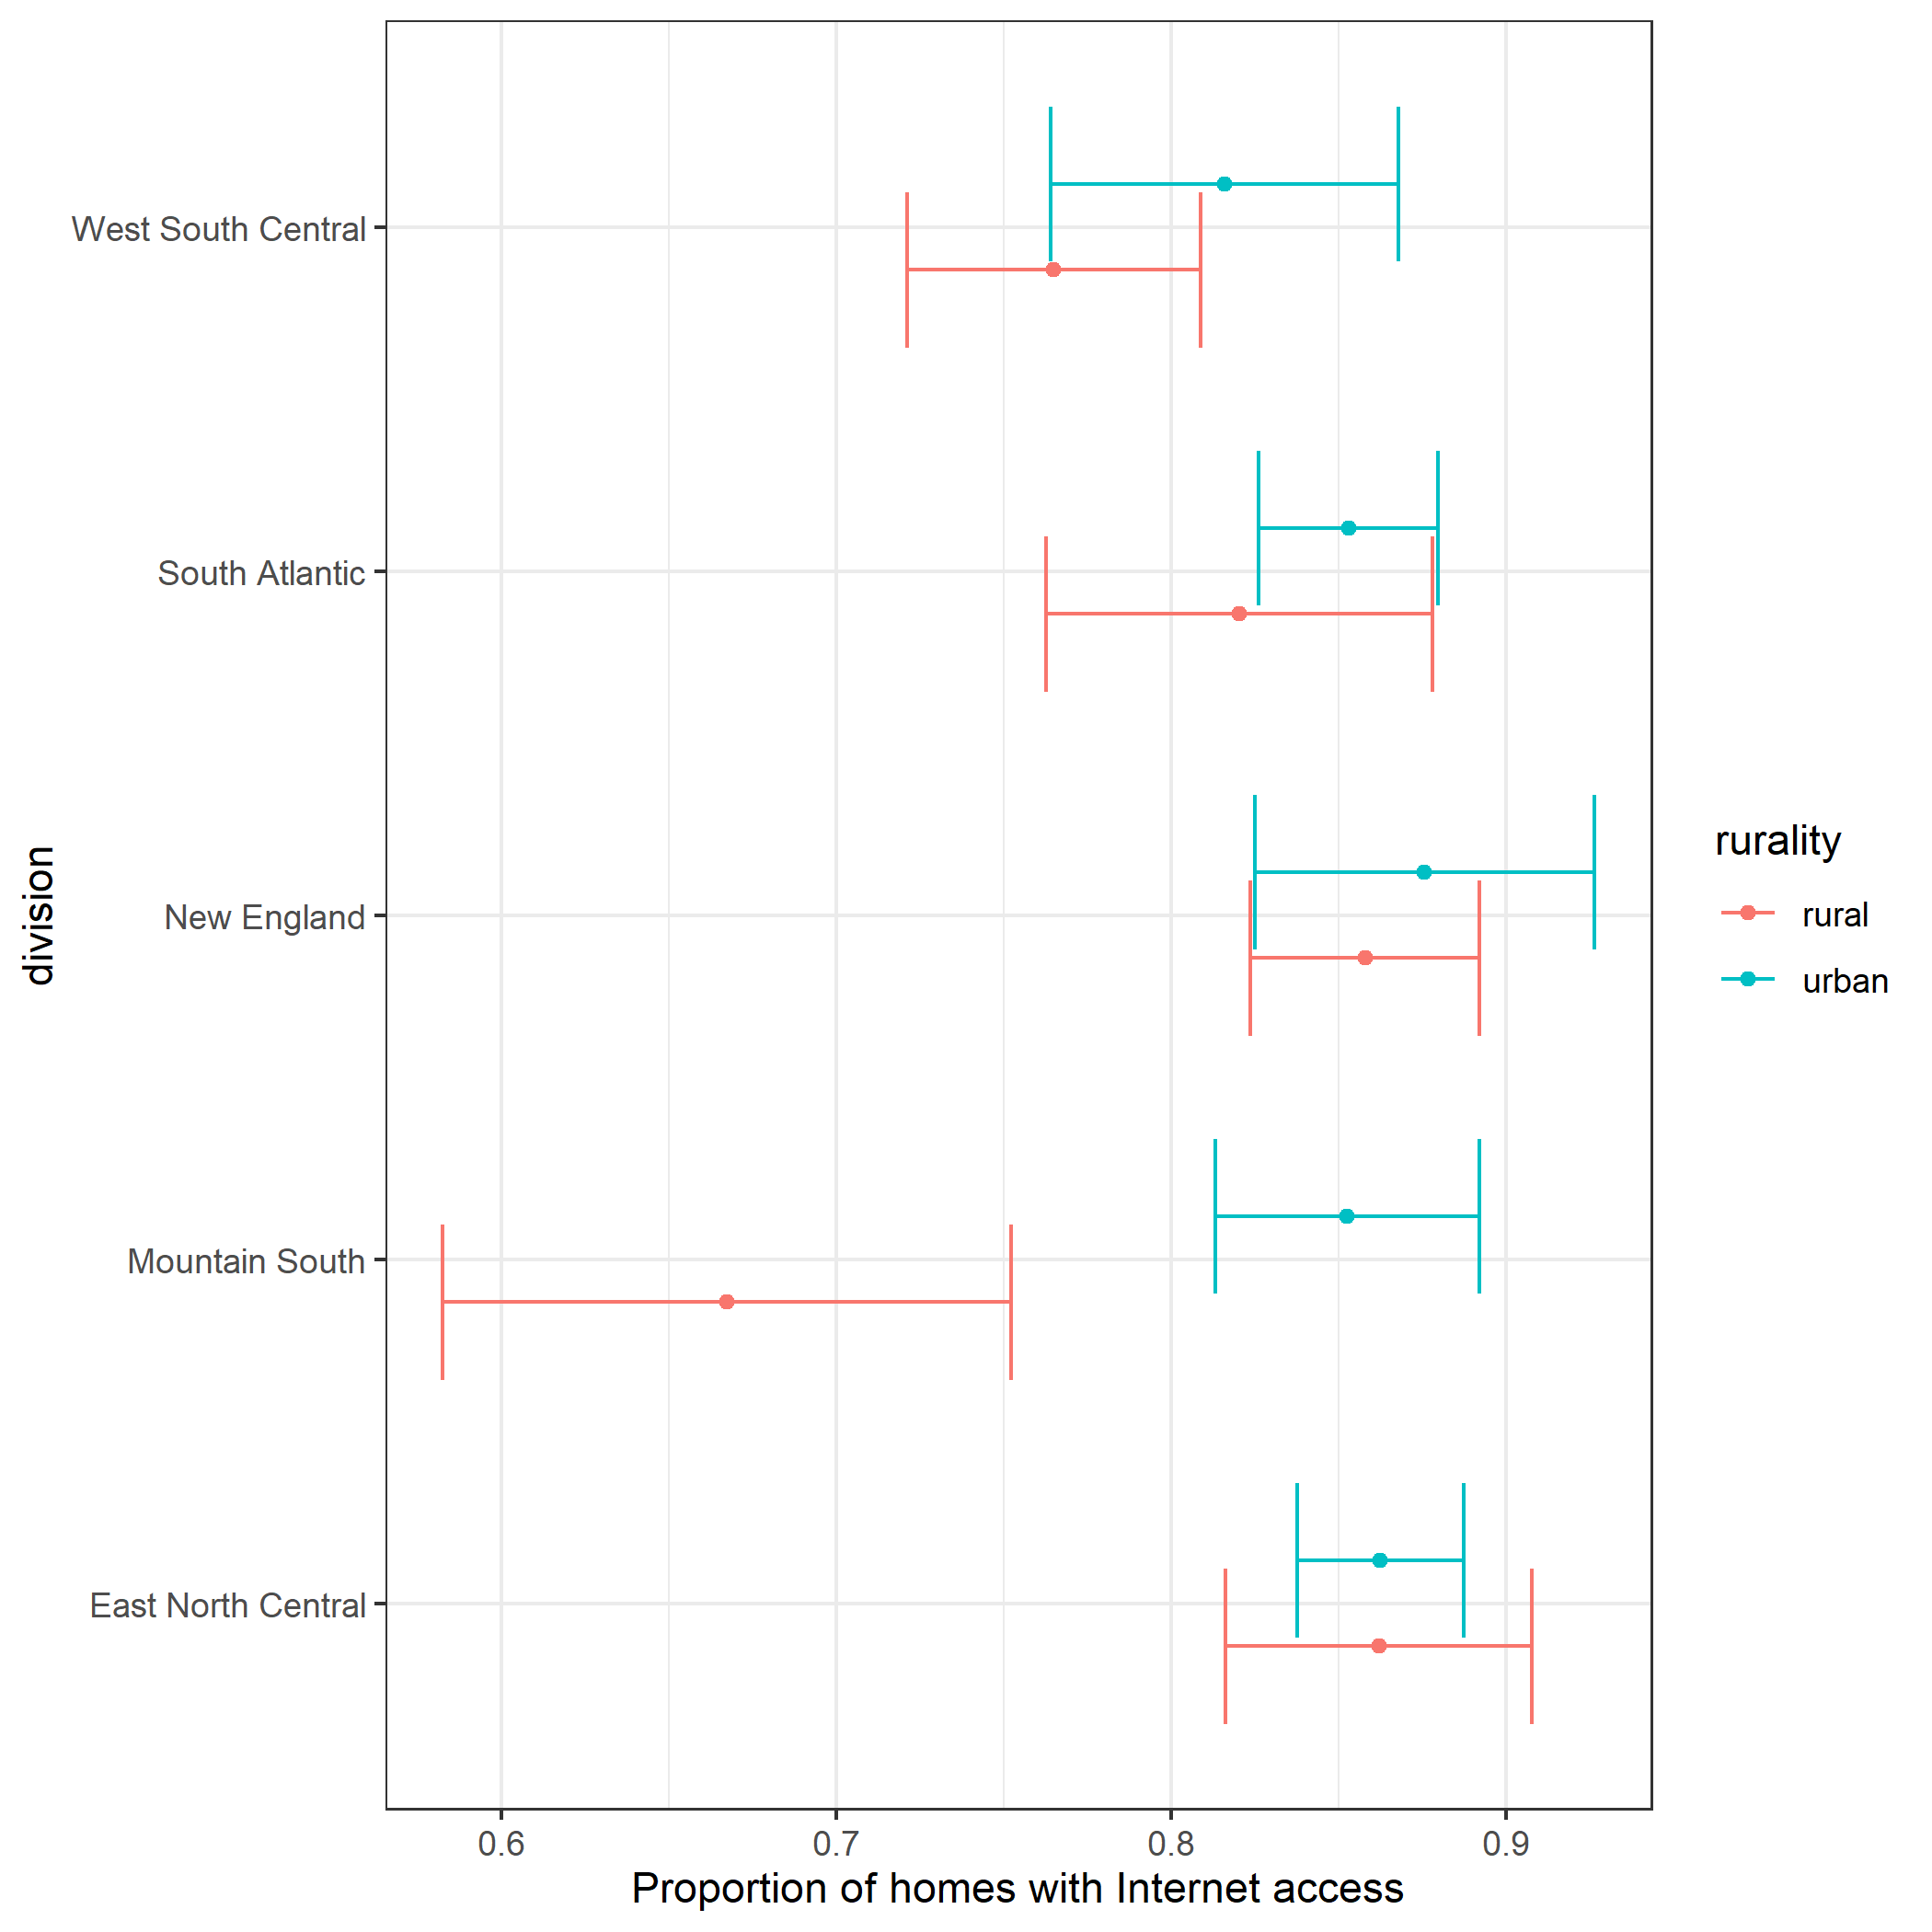 West South Central
South Atlantic
New England
Mountain South
East North Central
division
0.6 0.7 0.8 0.9
Proportion of homes with Internet access
rurality
rural
urban